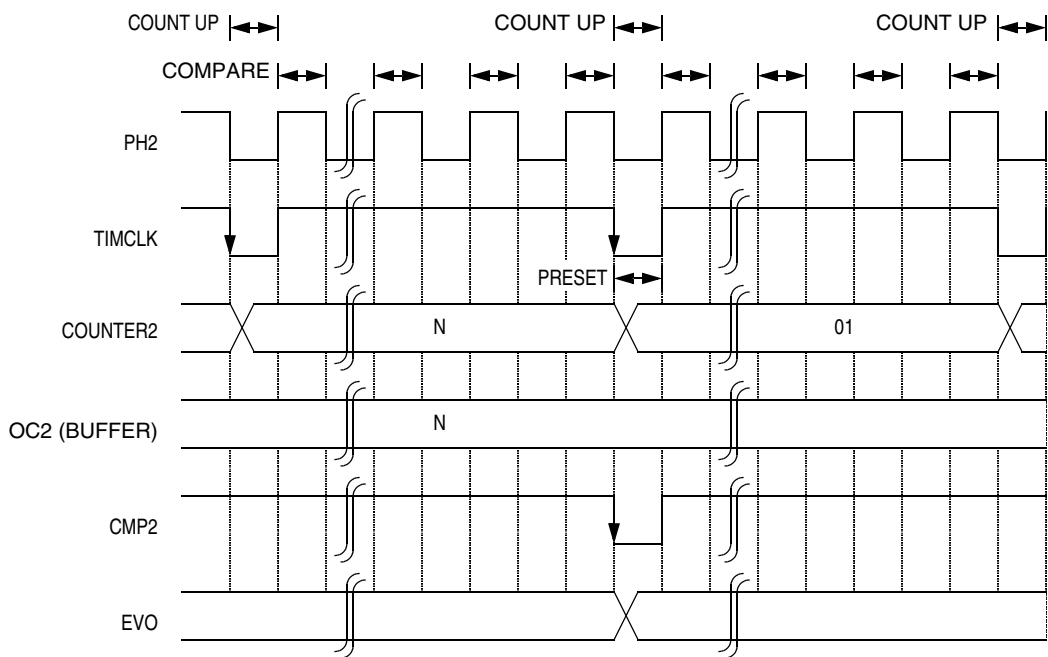 COUNT UP COUNT UP COUNT UP
COMPARE
PH2
TIMCLK
PRESET
COUNTER2 N 01
OC2 (BUFFER) N
CMP2
EVO